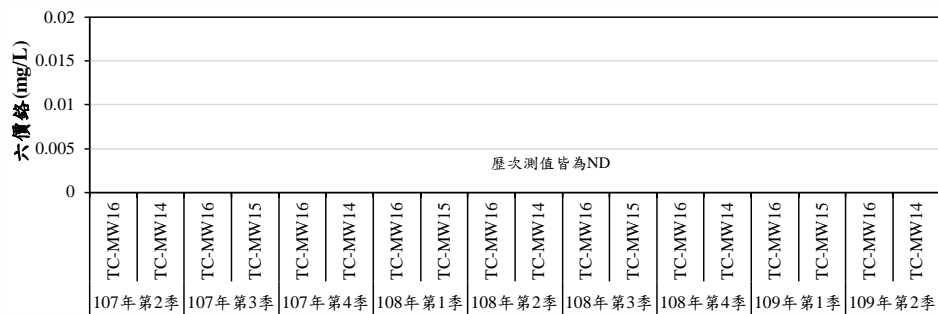 六價鉻(mg/L)
0.02
0.015
0.01
0.005
0
歷次測值皆為ND
TC-MW16
TC-MW14
TC-MW16
TC-MW15
TC-MW16
TC-MW14
TC-MW16
TC-MW15
TC-MW16
TC-MW14
TC-MW16
TC-MW15
TC-MW16
TC-MW14
TC-MW16
TC-MW15
TC-MW16
TC-MW14
107年第2季
107年第3季
107年第4季
108年第1季
108年第2季
108年第3季
108年第4季
109年第1季
109年第2季